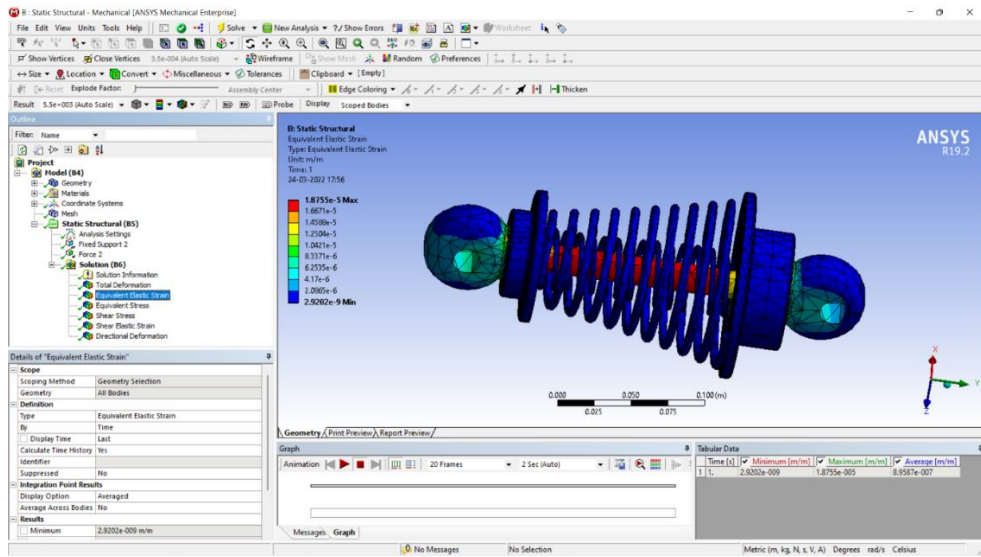 B : Static Structural - Mechanical [ANSYS Mechanical Enterprise]
File Edit View Units Tools Help Solve New Analysis ?/ Show Errors Worksheet
Show Vertices Close Vertices 3.5e-004 (Auto Scale) Wireframe Show Mesh Random Preferences
Size Location Convert Miscellaneous Tolerances Clipboard [Empty]
Reset Explode Factor: Assembly Center Edge Coloring Thicken
Result 5.5e+003 (Auto Scale) Probe Display Scoped Bodies
Outline
Filter: Name
Project
Model (B4)
Geometry
Materials
Coordinate Systems
Mesh
Static Structural (B5)
Analysis Settings
Fixed Support 2
Force 2
Solution (B6)
Solution Information
Total Deformation
Equivalent Elastic Strain
Equivalent Stress
Shear Stress
Shear Elastic Strain
Directional Deformation
Details of "Equivalent Elastic Strain"
Scope
Scoping Method Geometry Selection
Geometry All Bodies
Definition
Type Equivalent Elastic Strain
By Time
Display Time Last
Calculate Time History Yes
Identifier
Suppressed No
Integration Point Results
Display Option Averaged
Average Across Bodies No
Results
Minimum 2.9202e-009 m/m
B: Static Structural
Equivalent Elastic Strain
Type: Equivalent Elastic Strain
Unit: m/m
Time: 1
24-03-2022 17:56
1.8755e-5 Max
1.6671e-5
1.4588e-5
1.2504e-5
1.0421e-5
8.3371e-6
6.2535e-6
4.17e-6
2.0865e-6
2.9202e-9 Min
ANSYS
R19.2
0.000 0.050 0.100 (m)
0.025 0.075
X
Y
Z
Geometry Print Preview Report Preview
Graph
Animation 20 Frames 2 Sec (Auto)
Messages Graph
Tabular Data
Time [s] Minimum [m/m] Maximum [m/m] Average [m/m]
1 1. 2.9202e-009 1.8755e-005 8.9587e-007
No Messages No Selection Metric (m, kg, N, s, V, A) Degrees rad/s Celsius